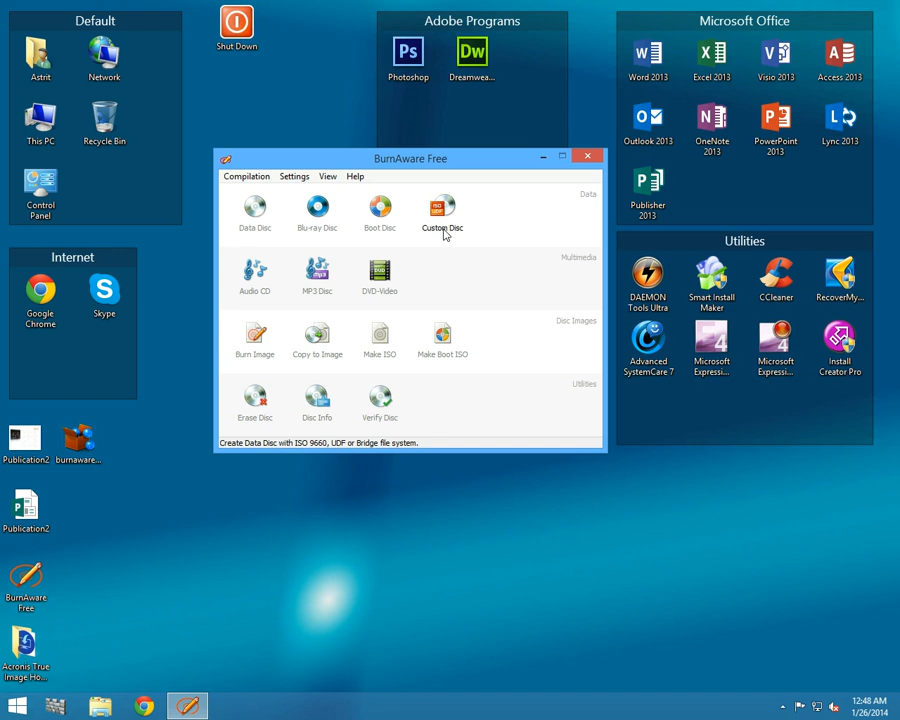 Default
Astrit
Network
This PC
Recycle Bin
Control
Panel
Shut Down
Adobe Programs
Photoshop
Dreamwea...
Ps
Dw
Microsoft Office
Word 2013
Excel 2013
Visio 2013
Access 2013
Outlook 2013
OneNote
2013
PowerPoint
2013
Lync 2013
Publisher
2013
Internet
Google
Chrome
Skype
Utilities
DAEMON
Tools Ultra
Smart Install
Maker
CCleaner
RecoverMy...
Advanced
SystemCare 7
Microsoft
Expressi...
Microsoft
Expressi...
Install
Creator Pro
BurnAware Free
Compilation
Settings
View
Help
Data
Data Disc
Blu-ray Disc
Boot Disc
ISO
UDF
Custom Disc
Multimedia
Audio CD
mp3
MP3 Disc
DVD
DVD-Video
Disc Images
Burn Image
Copy to Image
Make ISO
Make Boot ISO
Utilities
Erase Disc
Disc Info
Verify Disc
Create Data Disc with ISO 9660, UDF or Bridge file system.
Publication2
burnaware...
Publication2
BurnAware
Free
Acronis True
Image Ho...
12:48 AM
1/26/2014